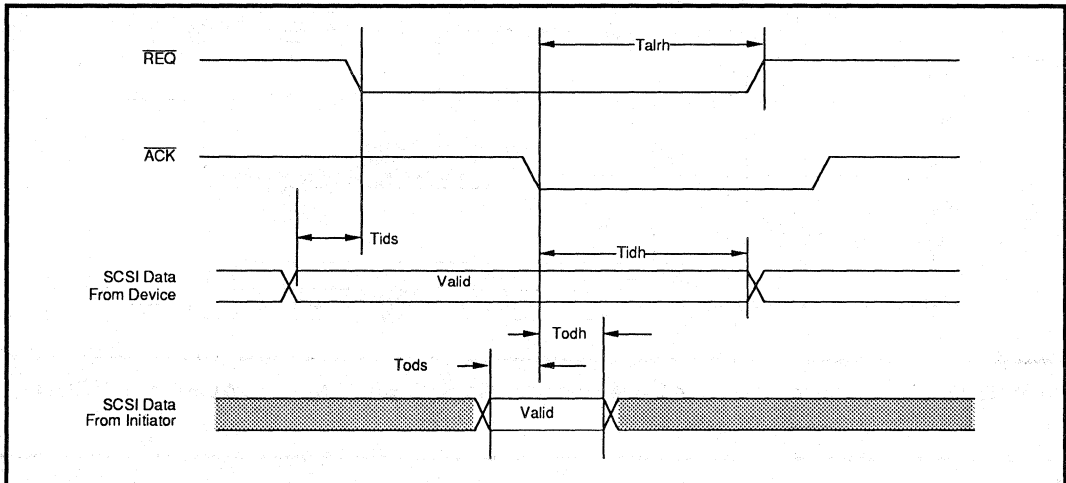 REQ
Talrh
ACK
Tids
Tidh
SCSI Data
From Device
Valid
Todh
Tods
SCSI Data
From Initiator
Valid